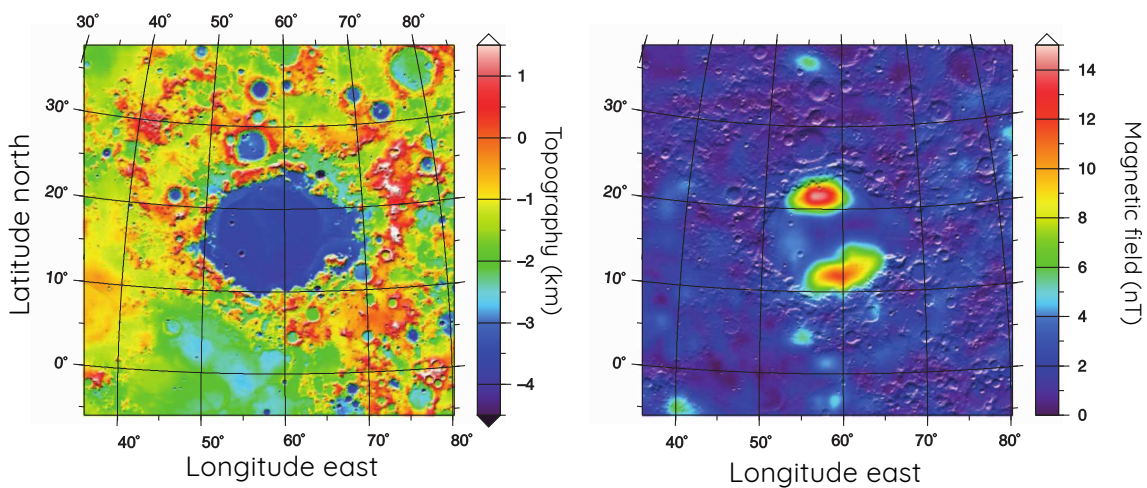 30° 40° 50° 60° 70° 80°
30°
20°
10°
0°
Latitude north
40° 50° 60° 70° 80°
Longitude east
1
0
−1
−2
−3
−4
Topography (km)
30°
20°
10°
0°
40° 50° 60° 70° 80°
Longitude east
14
12
10
8
6
4
2
0
Magnetic field (nT)